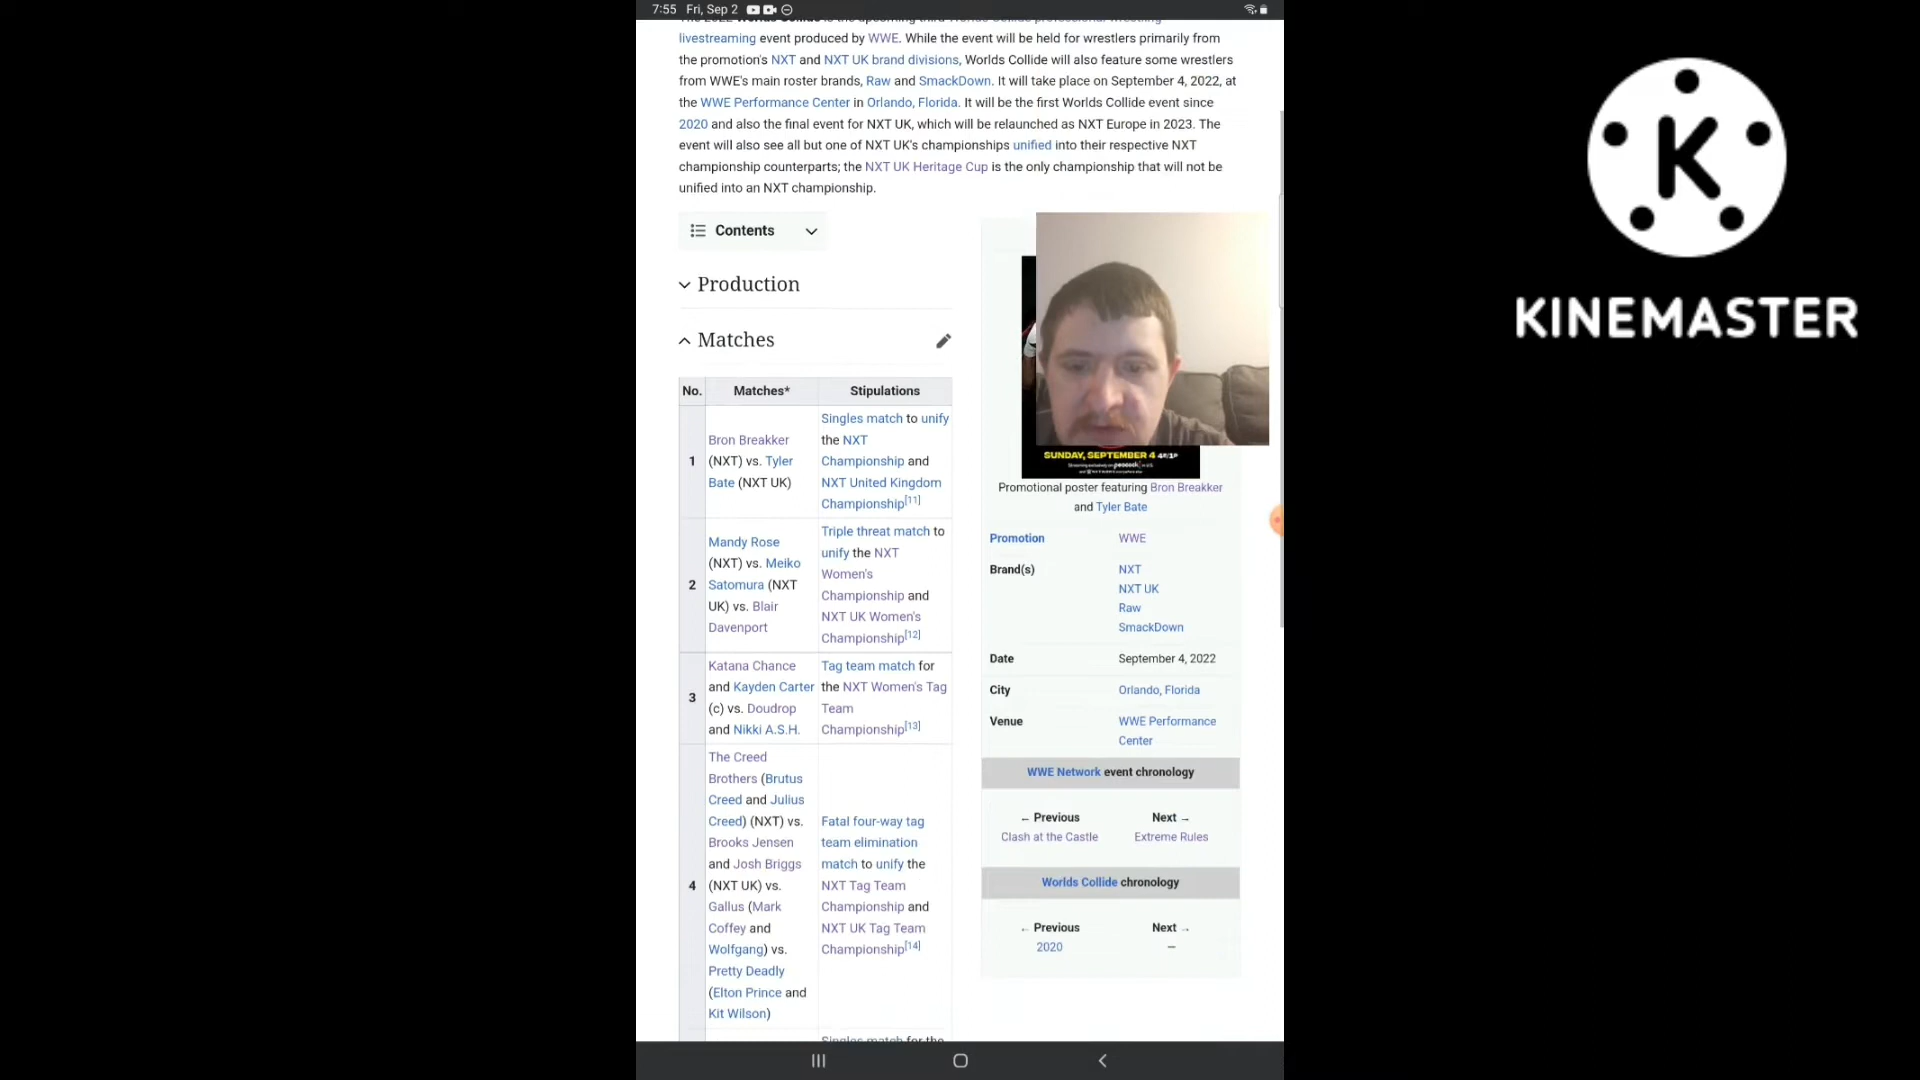 7:55 Fri, Sep 2
livestreaming event produced by WWE. While the event will be held for wrestlers primarily from
the promotion's NXT and NXT UK brand divisions, Worlds Collide will also feature some wrestlers
from WWE's main roster brands, Raw and SmackDown. It will take place on September 4, 2022, at
the WWE Performance Center in Orlando, Florida. It will be the first Worlds Collide event since
2020 and also the final event for NXT UK, which will be relaunched as NXT Europe in 2023. The
event will also see all but one of NXT UK's championships unified into their respective NXT
championship counterparts; the NXT UK Heritage Cup is the only championship that will not be
unified into an NXT championship.
Contents
Production
Matches
No. Matches* Stipulations
1
Bron Breakker
(NXT) vs. Tyler
Bate (NXT UK)
Singles match to unify
the NXT
Championship and
NXT United Kingdom
Championship[11]
2
Mandy Rose
(NXT) vs. Meiko
Satomura (NXT
UK) vs. Blair
Davenport
Triple threat match to
unify the NXT
Women's
Championship and
NXT UK Women's
Championship[12]
3
Katana Chance
and Kayden Carter
(c) vs. Doudrop
and Nikki A.S.H.
Tag team match for
the NXT Women's Tag
Team
Championship[13]
4
The Creed
Brothers (Brutus
Creed and Julius
Creed) (NXT) vs.
Brooks Jensen
and Josh Briggs
(NXT UK) vs.
Gallus (Mark
Coffey and
Wolfgang) vs.
Pretty Deadly
(Elton Prince and
Kit Wilson)
Fatal four-way tag
team elimination
match to unify the
NXT Tag Team
Championship and
NXT UK Tag Team
Championship[14]
Singles match for the
SUNDAY, SEPTEMBER 4 4P/1P
Promotional poster featuring Bron Breakker
and Tyler Bate
Promotion WWE
Brand(s) NXT
NXT UK
Raw
SmackDown
Date September 4, 2022
City Orlando, Florida
Venue WWE Performance
Center
WWE Network event chronology
← Previous Next →
Clash at the Castle Extreme Rules
Worlds Collide chronology
← Previous Next →
2020 —
K
KINEMASTER